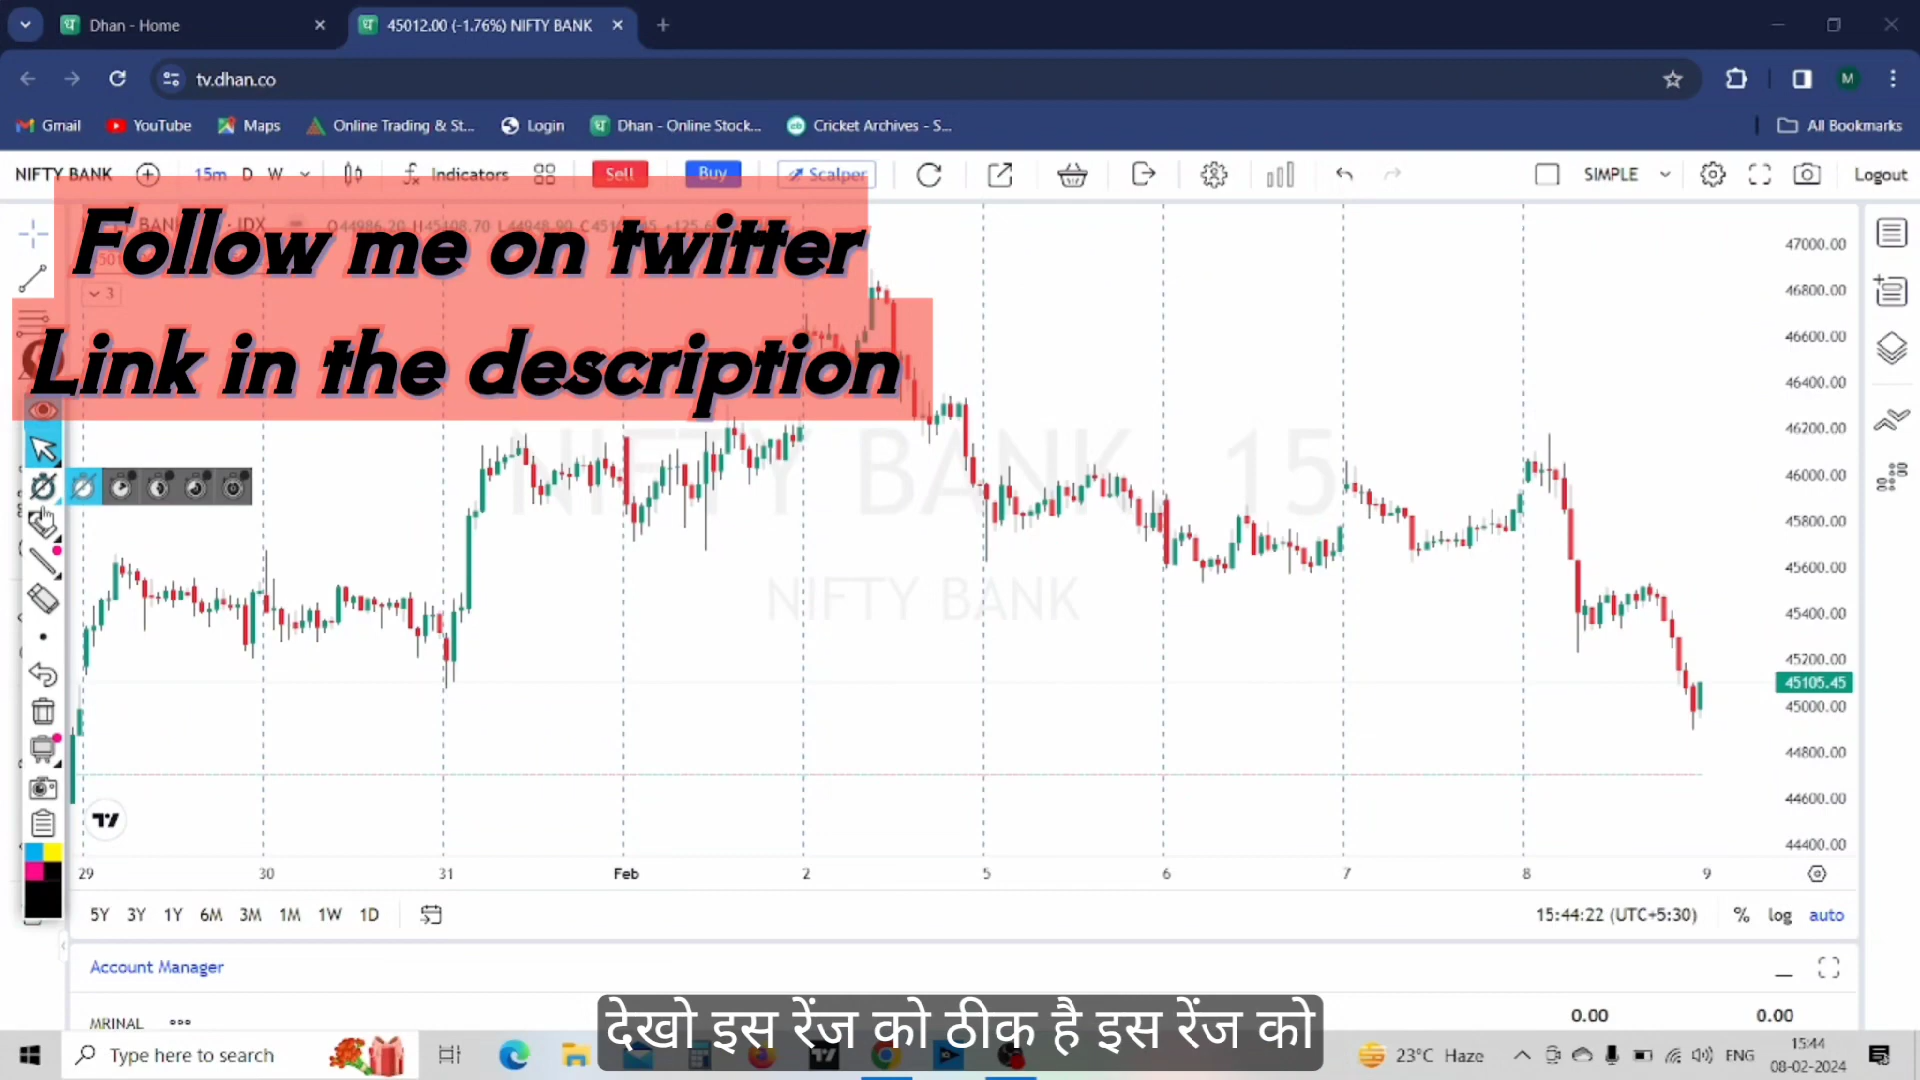 Dhan - Home
45012.00 (-1.76%) NIFTY BANK
tv.dhan.co
M
Gmail
YouTube
Maps
Online Trading & St...
Login
Dhan - Online Stock...
Cricket Archives - S...
All Bookmarks
NIFTY BANK
15m
D
W
Indicators
Sell
Buy
Scalper
SIMPLE
Logout
Follow me on twitter
Link in the description
3
NIFTY BANK, 15
NIFTY BANK
47000.00
46800.00
46600.00
46400.00
46200.00
46000.00
45800.00
45600.00
45400.00
45200.00
45105.45
45000.00
44800.00
44600.00
44400.00
29
30
31
Feb
2
5
6
7
8
9
5Y
3Y
1Y
6M
3M
1M
1W
1D
15:44:22 (UTC+5:30)
%
log
auto
Account Manager
MRINAL
0.00
0.00
देखो इस रेंज को ठीक है इस रेंज को
Type here to search
23°C Haze
ENG
15:44
08-02-2024